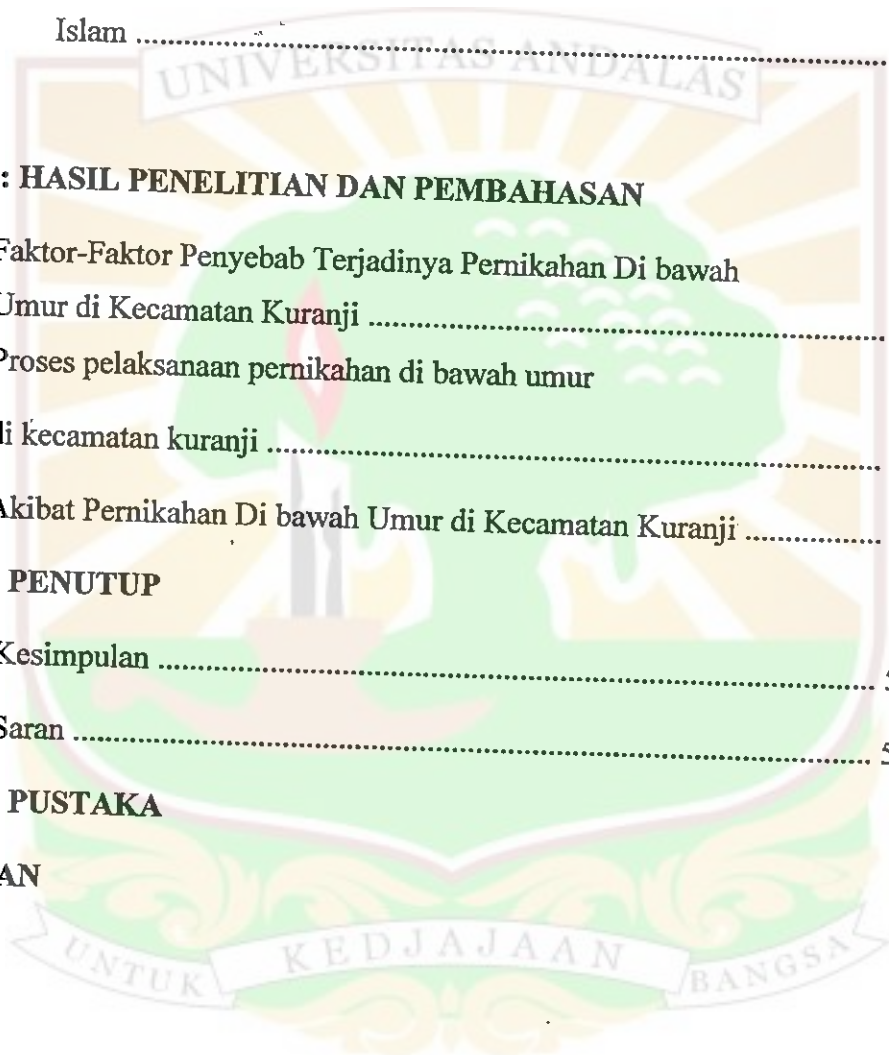 Islam ................................................................
UNIVERSITAS ANDALAS
: HASIL PENELITIAN DAN PEMBAHASAN
Faktor-Faktor Penyebab Terjadinya Pernikahan Di bawah
Umur di Kecamatan Kuranji ................................................................
Proses pelaksanaan pernikahan di bawah umur
di kecamatan kuranji ................................................................
Akibat Pernikahan Di bawah Umur di Kecamatan Kuranji ................
PENUTUP
Kesimpulan ................................................................ 5
Saran ................................................................ 5
PUSTAKA
AN
UNTUK KEDJAJAAN BANGSA